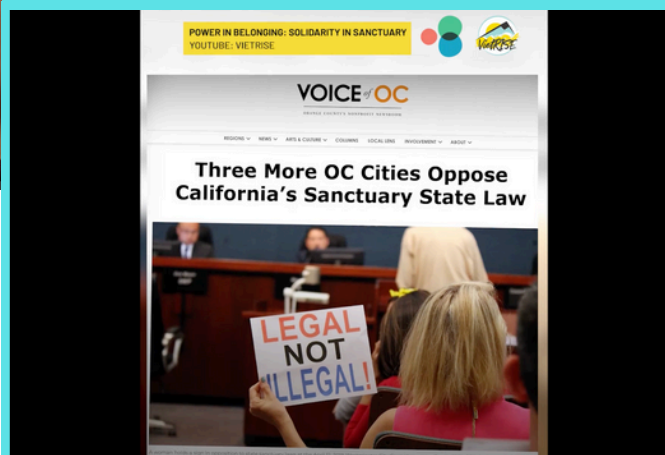 POWER IN BELONGING: SOLIDARITY IN SANCTUARY
YOUTUBE: VIETRISE
VietRISE
VOICE of OC
ORANGE COUNTY'S NONPROFIT NEWSROOM
REGIONS NEWS ARTS & CULTURE COLUMNS LOCAL LENS INVOLVEMENT ABOUT
Three More OC Cities Oppose
California's Sanctuary State Law
LEGAL
NOT
ILLEGAL!